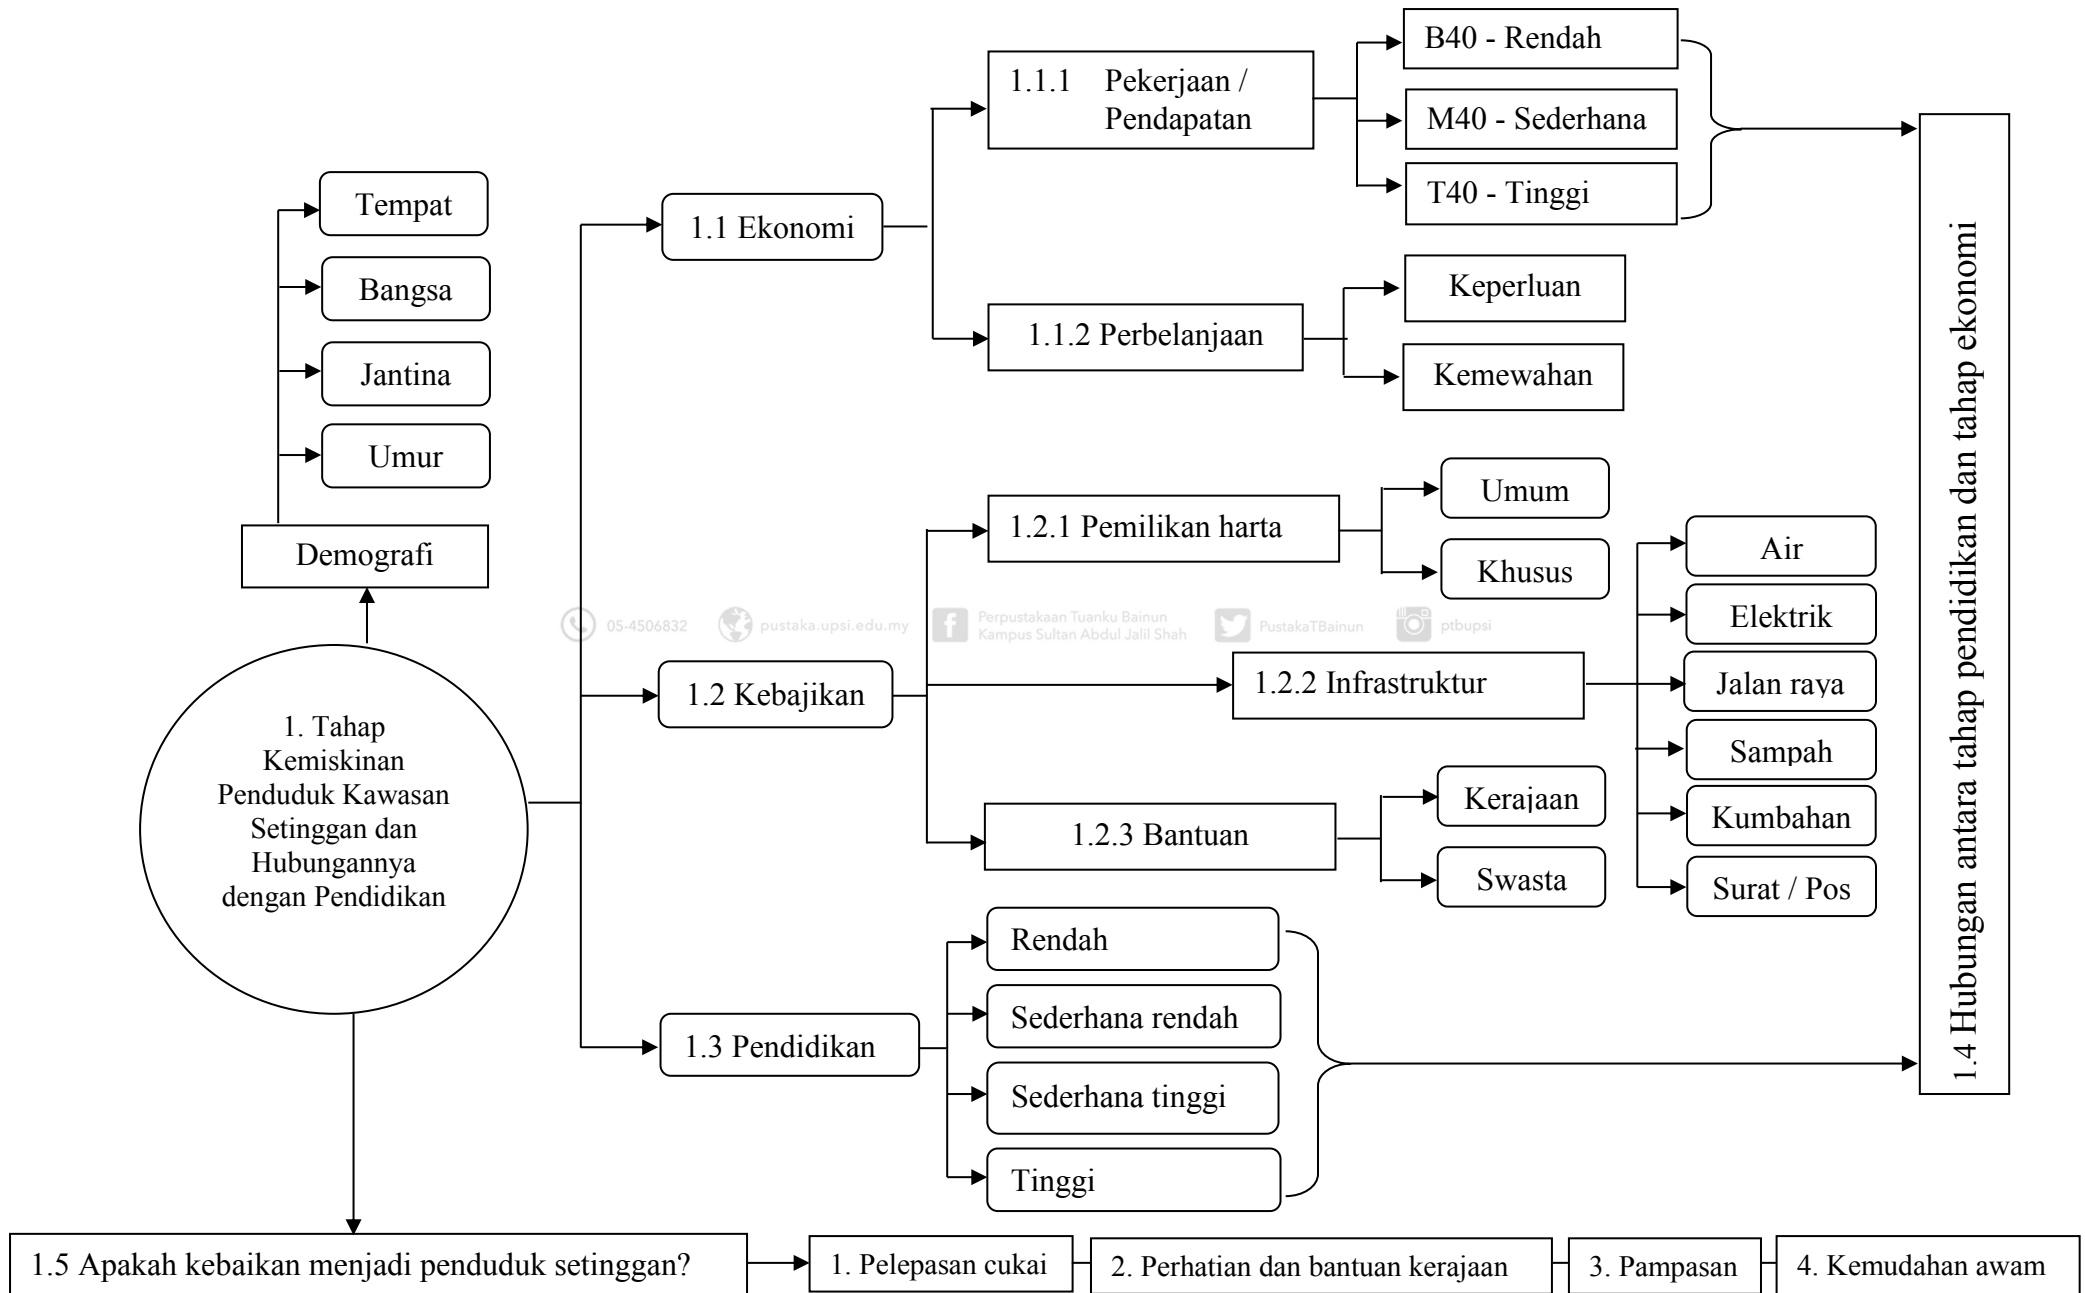 B40 - Rendah
1.1.1 Pekerjaan /
Pendapatan
M40 - Sederhana
T40 - Tinggi
Tempat
1.1 Ekonomi
Bangsa
Keperluan
1.1.2 Perbelanjaan
Jantina
Kemewahan
Umur
Umum
1.2.1 Pemilikan harta
Demografi
Khusus
Air
Elektrik
05-4506832
pustaka.upsi.edu.my
Perpustakaan Tuanku Bainun
Kampus Sultan Abdul Jalil Shah
PustakaTBainun
ptbupsi
1.2 Kebajikan
1.2.2 Infrastruktur
Jalan raya
1. Tahap
Kemiskinan
Penduduk Kawasan
Setinggan dan
Hubungannya
dengan Pendidikan
Sampah
Kerajaan
Kumbahan
1.2.3 Bantuan
Swasta
Surat / Pos
Rendah
Sederhana rendah
1.3 Pendidikan
Sederhana tinggi
Tinggi
1.4 Hubungan antara tahap pendidikan dan tahap ekonomi
1.5 Apakah kebaikan menjadi penduduk setinggan?
1. Pelepasan cukai
2. Perhatian dan bantuan kerajaan
3. Pampasan
4. Kemudahan awam